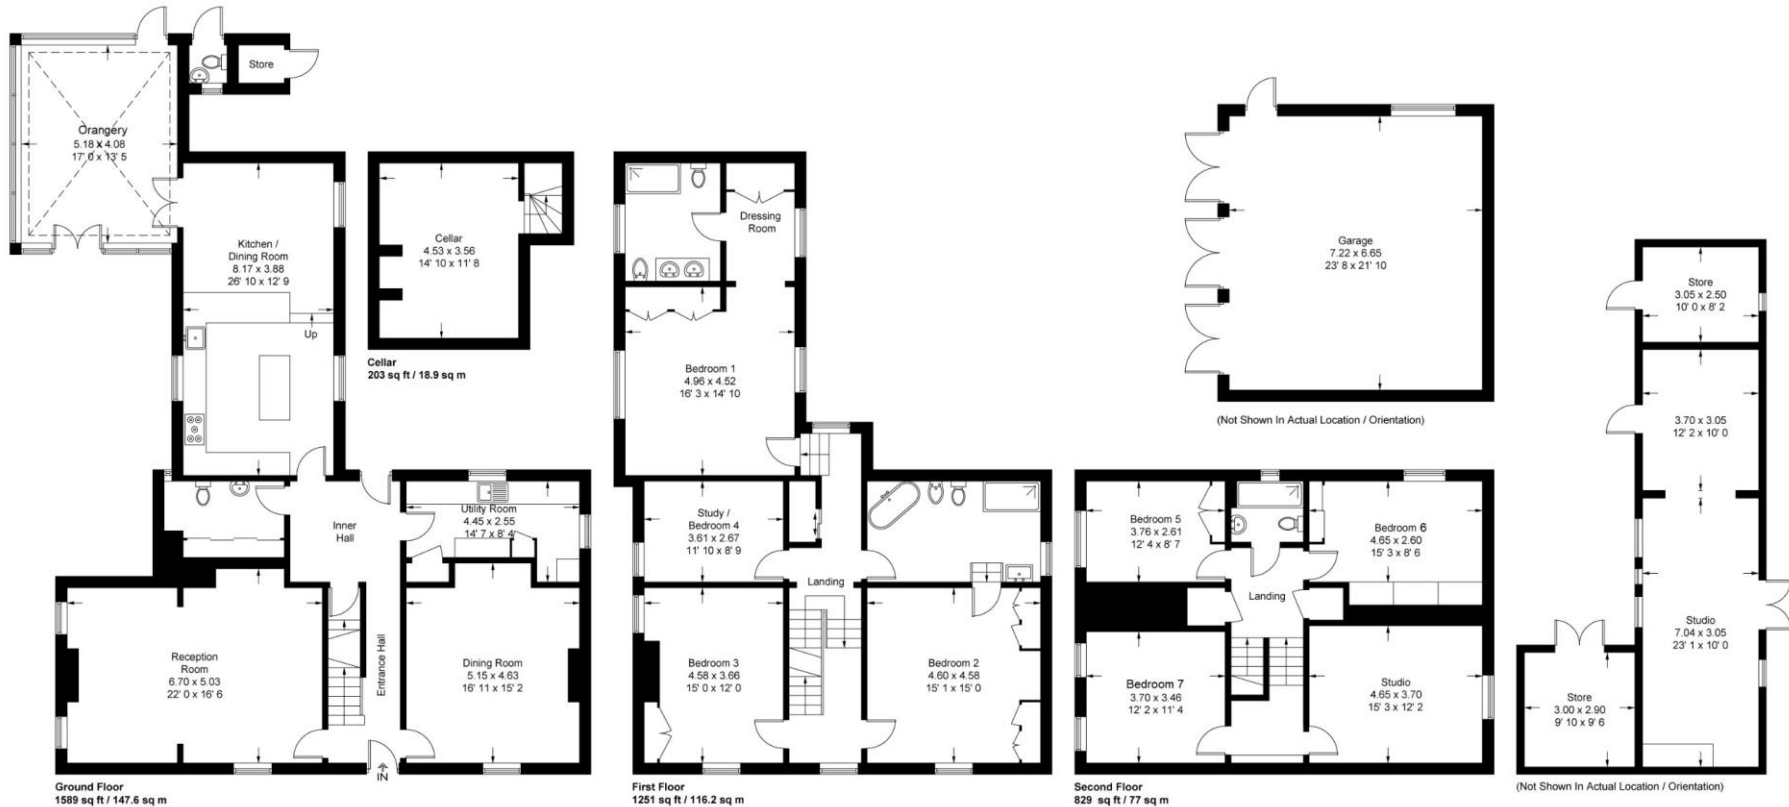 Orangery
5.18 x 4.08
17' 0 x 13' 5
Store
Kitchen /
Dining Room
8.17 x 3.88
26' 10 x 12' 9
Up
Cellar
4.53 x 3.56
14' 10 x 11' 8
Cellar
203 sq ft / 18.9 sq m
Inner
Hall
Utility Room
4.45 x 2.55
14' 7 x 8' 4
Reception
Room
6.70 x 5.03
22' 0 x 16' 6
Entrance Hall
Dining Room
5.15 x 4.63
16' 11 x 15' 2
IN
Ground Floor
1589 sq ft / 147.6 sq m
Dressing
Room
Bedroom 1
4.96 x 4.52
16' 3 x 14' 10
Study /
Bedroom 4
3.61 x 2.67
11' 10 x 8' 9
Landing
Bedroom 3
4.58 x 3.66
15' 0 x 12' 0
Bedroom 2
4.60 x 4.58
15' 1 x 15' 0
First Floor
1251 sq ft / 116.2 sq m
Garage
7.22 x 6.65
23' 8 x 21' 10
(Not Shown In Actual Location / Orientation)
Bedroom 5
3.76 x 2.61
12' 4 x 8' 7
Bedroom 6
4.65 x 2.60
15' 3 x 8' 6
Landing
Bedroom 7
3.70 x 3.46
12' 2 x 11' 4
Studio
4.65 x 3.70
15' 3 x 12' 2
Second Floor
829 sq ft / 77 sq m
Store
3.05 x 2.50
10' 0 x 8' 2
3.70 x 3.05
12' 2 x 10' 0
Studio
7.04 x 3.05
23' 1 x 10' 0
Store
3.00 x 2.90
9' 10 x 9' 6
(Not Shown In Actual Location / Orientation)